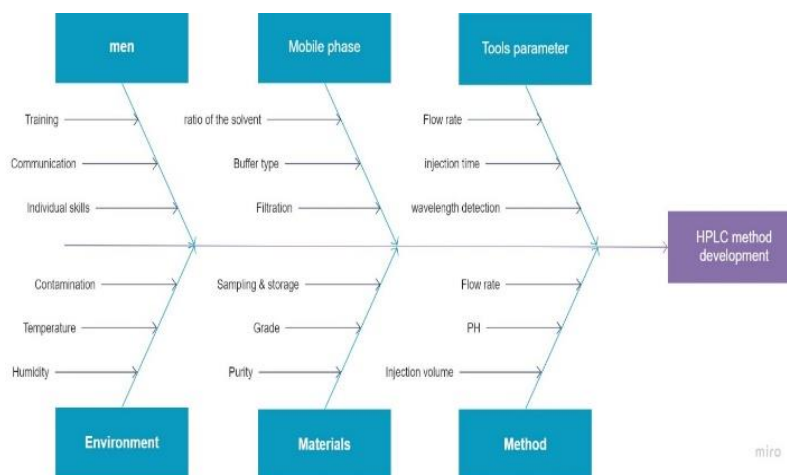 men
Mobile phase
Tools parameter
Training
ratio of the solvent
Flow rate
Communication
Buffer type
injection time
Individual skills
Filtration
wavelength detection
HPLC method
development
Contamination
Sampling & storage
Flow rate
Temperature
Grade
PH
Humidity
Purity
Injection volume
Environment
Materials
Method
miro